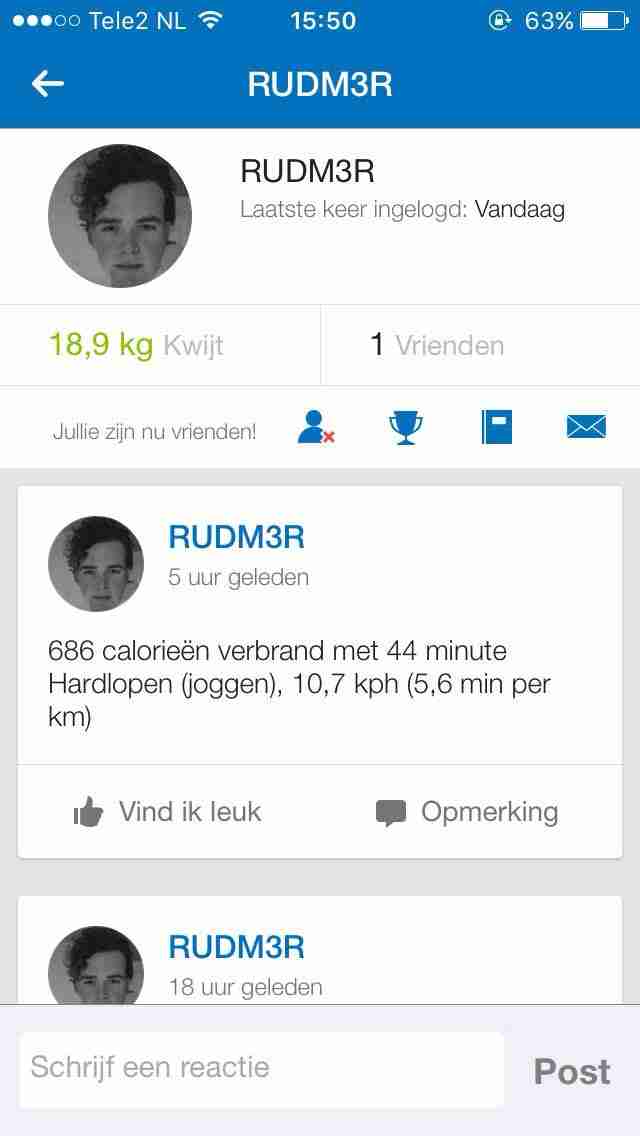 Tele2 NL 15:50 63%
RUDM3R
RUDM3R
Laatste keer ingelogd: Vandaag
18,9 kg Kwijt 1 Vrienden
Jullie zijn nu vrienden!
RUDM3R
5 uur geleden
686 calorieën verbrand met 44 minute
Hardlopen (joggen), 10,7 kph (5,6 min per
km)
Vind ik leuk Opmerking
RUDM3R
18 uur geleden
Schrijf een reactie Post